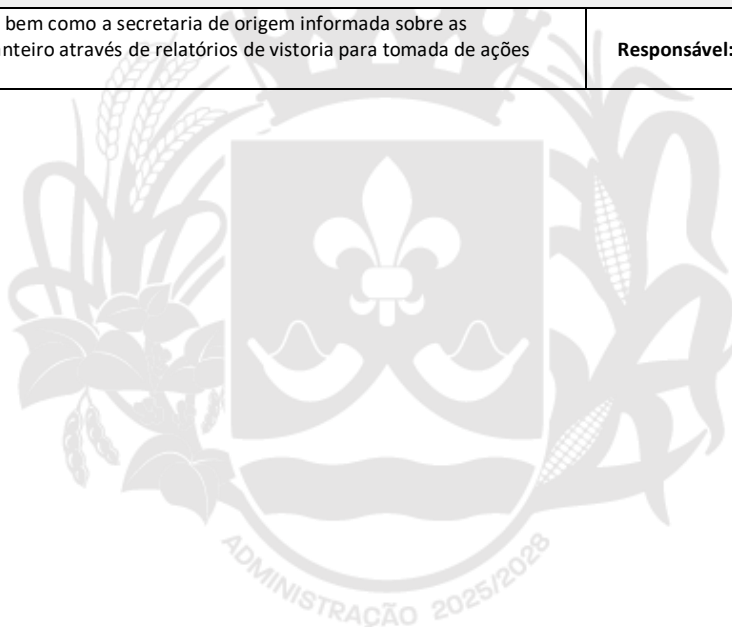 bem como a secretaria de origem informada sobre as
nteiro através de relatórios de vistoria para tomada de ações
Responsável:
ADMINISTRAÇÃO 2025/2028